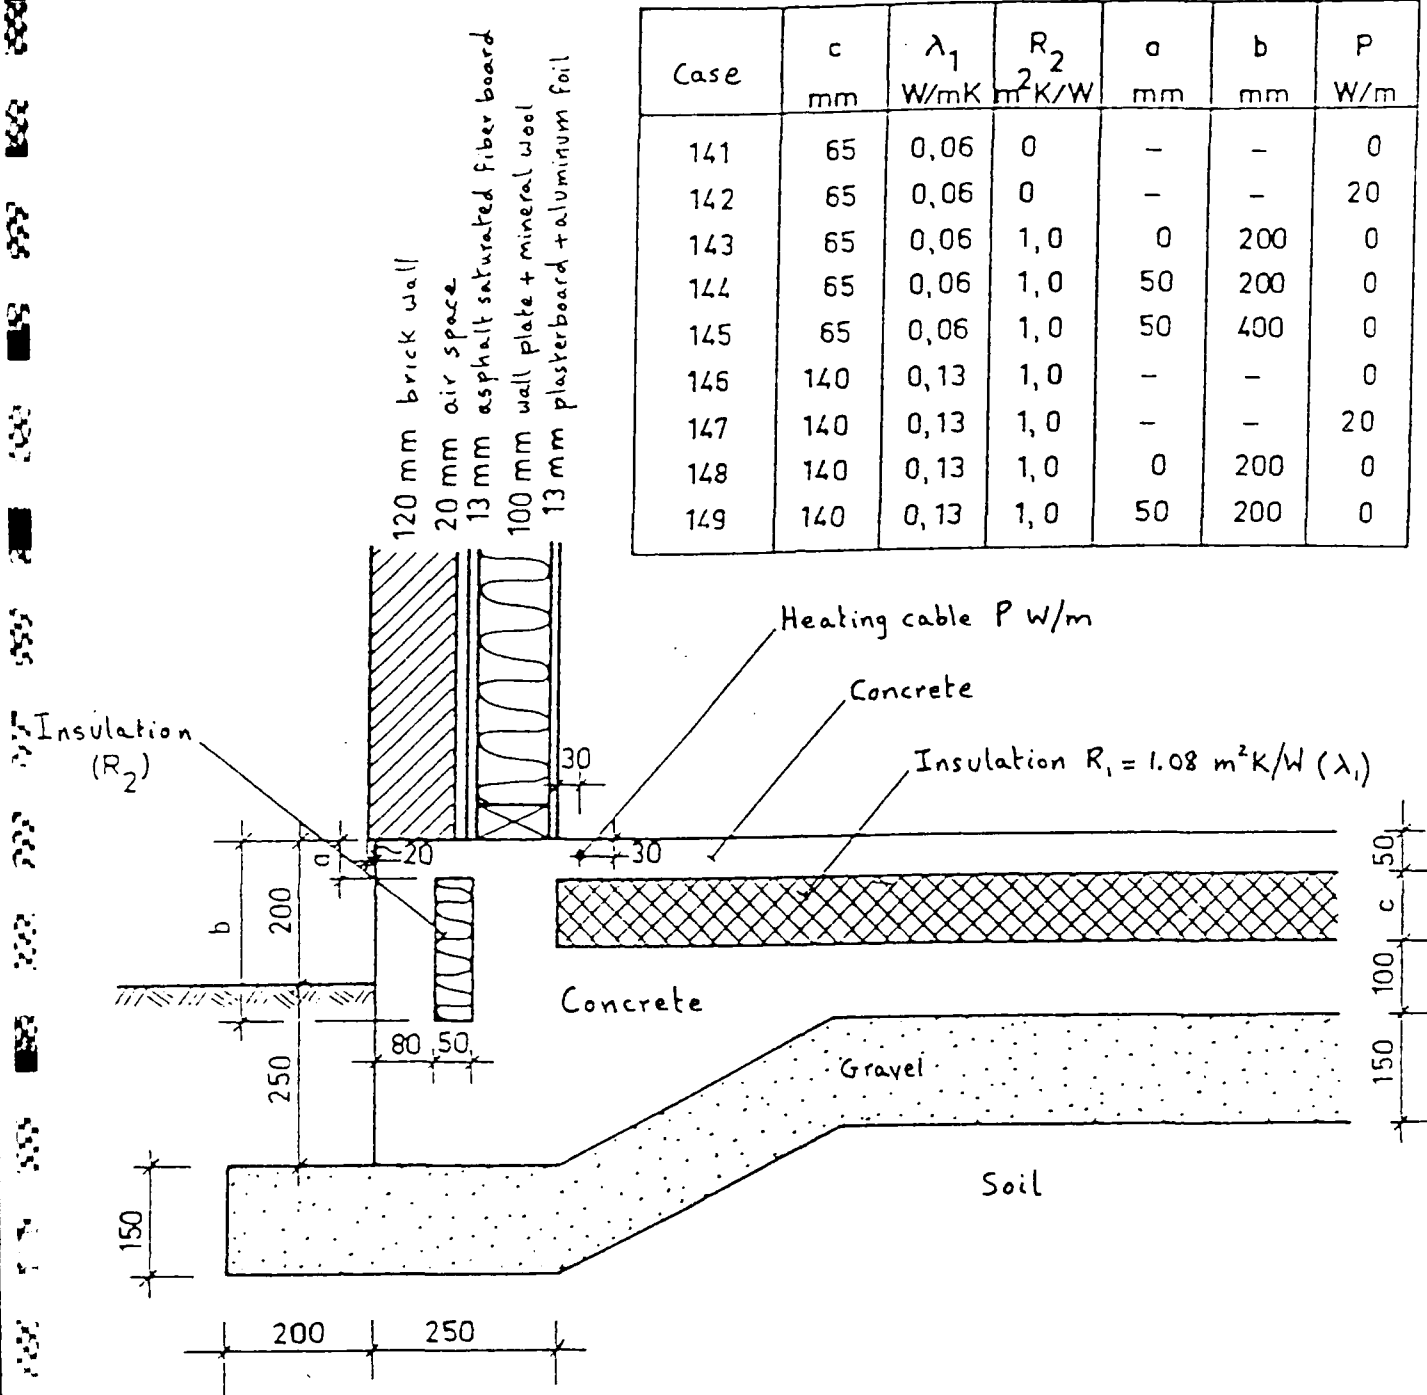 Case c λ1 R2 a b P
mm W/mK m²K/W mm mm W/m
141 65 0,06 0 – – 0
142 65 0,06 0 – – 20
143 65 0,06 1,0 0 200 0
144 65 0,06 1,0 50 200 0
145 65 0,06 1,0 50 400 0
146 140 0,13 1,0 – – 0
147 140 0,13 1,0 – – 20
148 140 0,13 1,0 0 200 0
149 140 0,13 1,0 50 200 0
120 mm brick wall
20 mm air space
13 mm asphalt saturated fiber board
100 mm wall plate + mineral wool
13 mm plasterboard + aluminum foil
Heating cable P W/m
Concrete
Insulation
(R2)
Insulation R1 = 1.08 m²K/W (λ1)
30
a
20
30
50
b
200
c
Concrete
100
80
50
250
Gravel
150
Soil
150
200
250